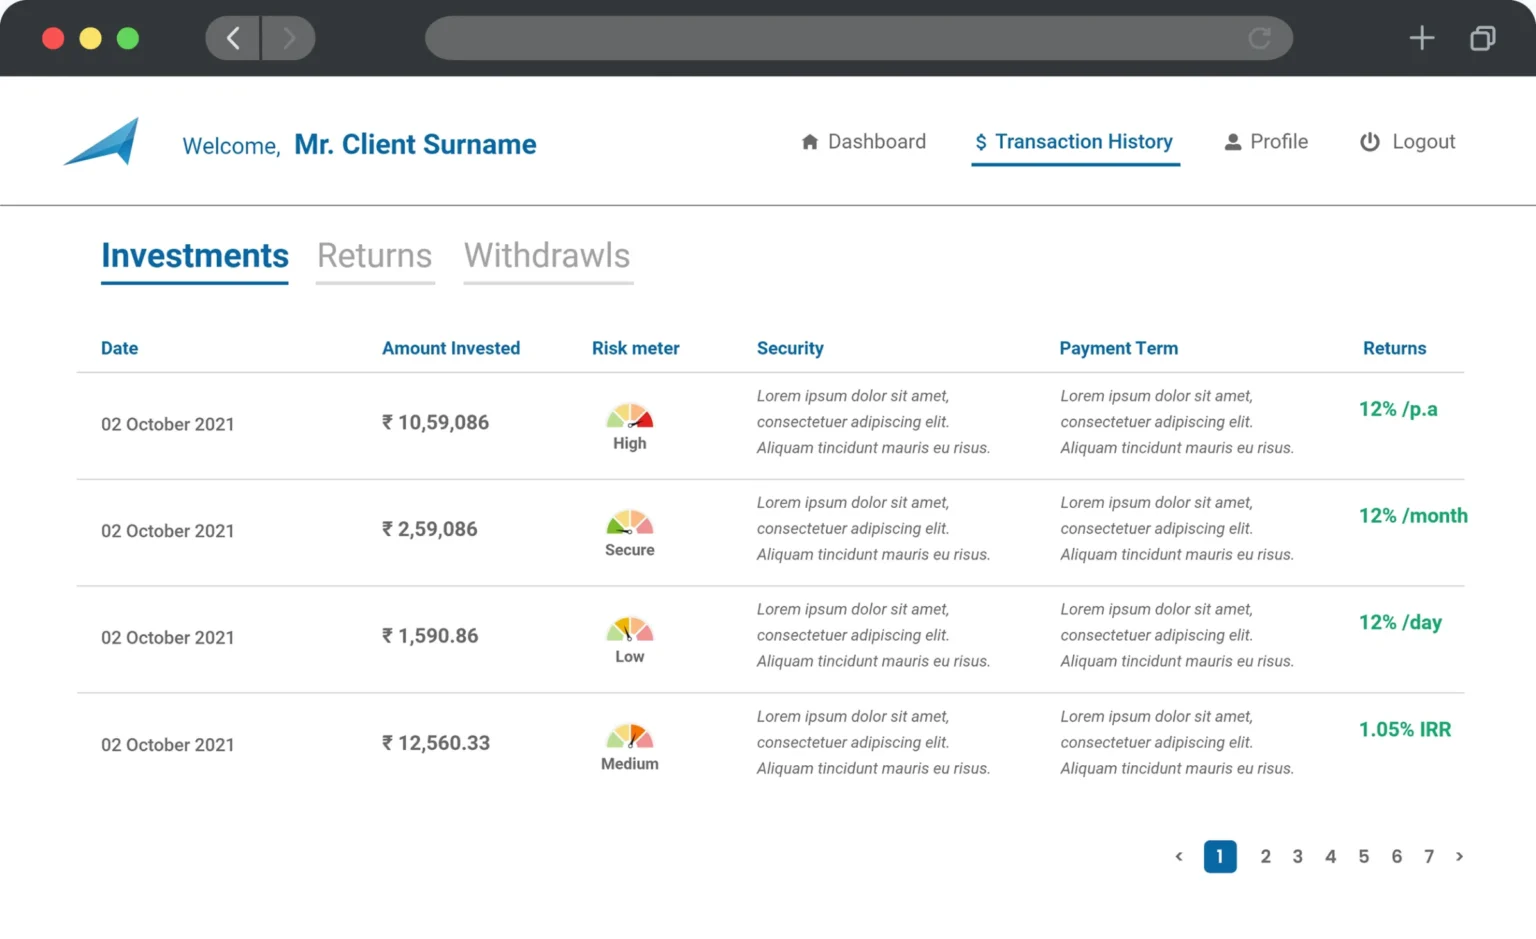 Welcome, Mr. Client Surname
Dashboard
$ Transaction History
Profile
Logout
Investments
Returns
Withdrawls
Date
Amount Invested
Risk meter
Security
Payment Term
Returns
02 October 2021
₹ 10,59,086
High
Lorem ipsum dolor sit amet,
consectetuer adipiscing elit.
Aliquam tincidunt mauris eu risus.
Lorem ipsum dolor sit amet,
consectetuer adipiscing elit.
Aliquam tincidunt mauris eu risus.
12% /p.a
02 October 2021
₹ 2,59,086
Secure
Lorem ipsum dolor sit amet,
consectetuer adipiscing elit.
Aliquam tincidunt mauris eu risus.
Lorem ipsum dolor sit amet,
consectetuer adipiscing elit.
Aliquam tincidunt mauris eu risus.
12% /month
02 October 2021
₹ 1,590.86
Low
Lorem ipsum dolor sit amet,
consectetuer adipiscing elit.
Aliquam tincidunt mauris eu risus.
Lorem ipsum dolor sit amet,
consectetuer adipiscing elit.
Aliquam tincidunt mauris eu risus.
12% /day
02 October 2021
₹ 12,560.33
Medium
Lorem ipsum dolor sit amet,
consectetuer adipiscing elit.
Aliquam tincidunt mauris eu risus.
Lorem ipsum dolor sit amet,
consectetuer adipiscing elit.
Aliquam tincidunt mauris eu risus.
1.05% IRR
< 1 2 3 4 5 6 7 >